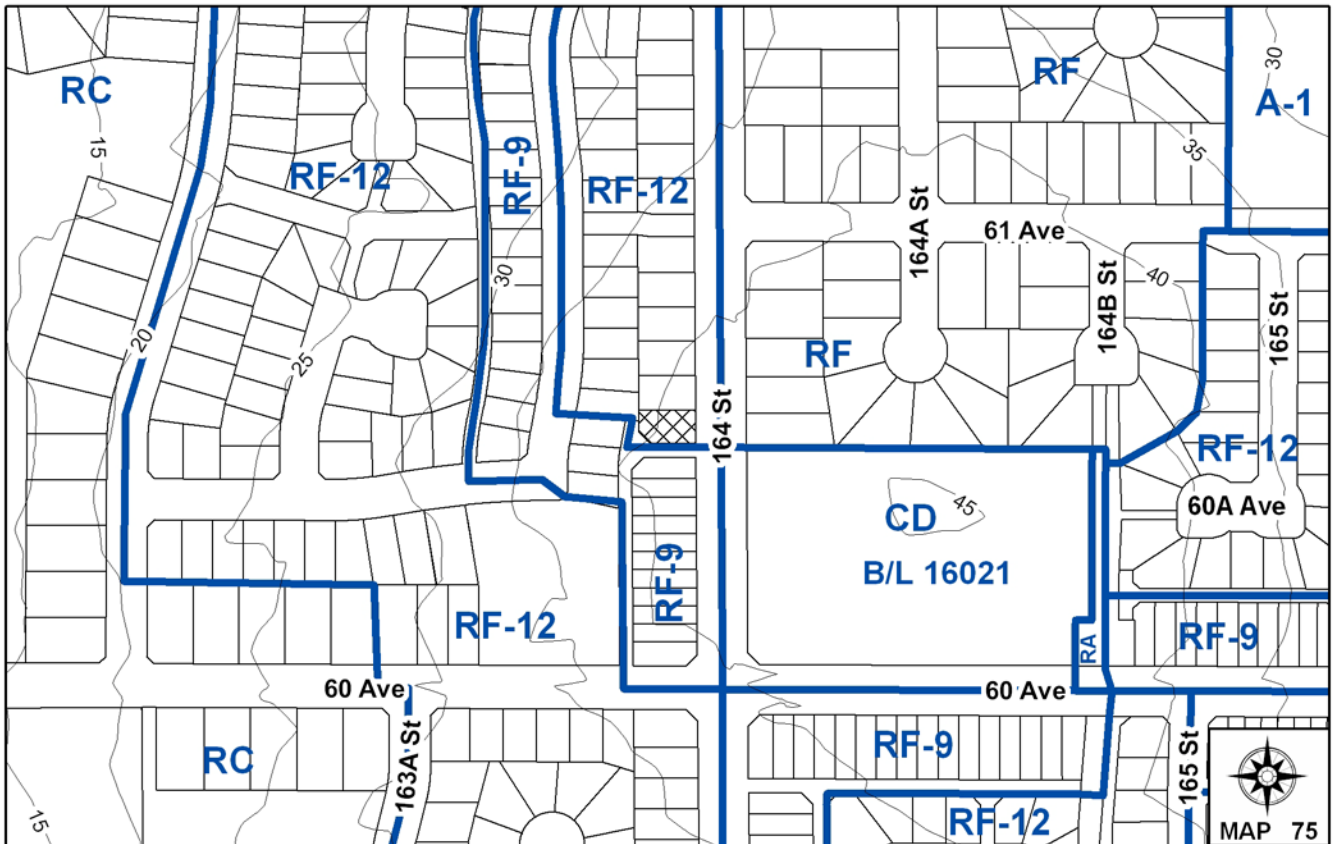 RF
30
RC
A-1
15
35
RF-9
RF-12
RF-12
164A St
61 Ave
30
40
164B St
165 St
20
RF
25
164 St
RF-12
CD
45
60A Ave
B/L 16021
RF-9
RF-12
RF-9
RA
60 Ave
60 Ave
163A St
RC
RF-9
165 St
15
RF-12
MAP 75